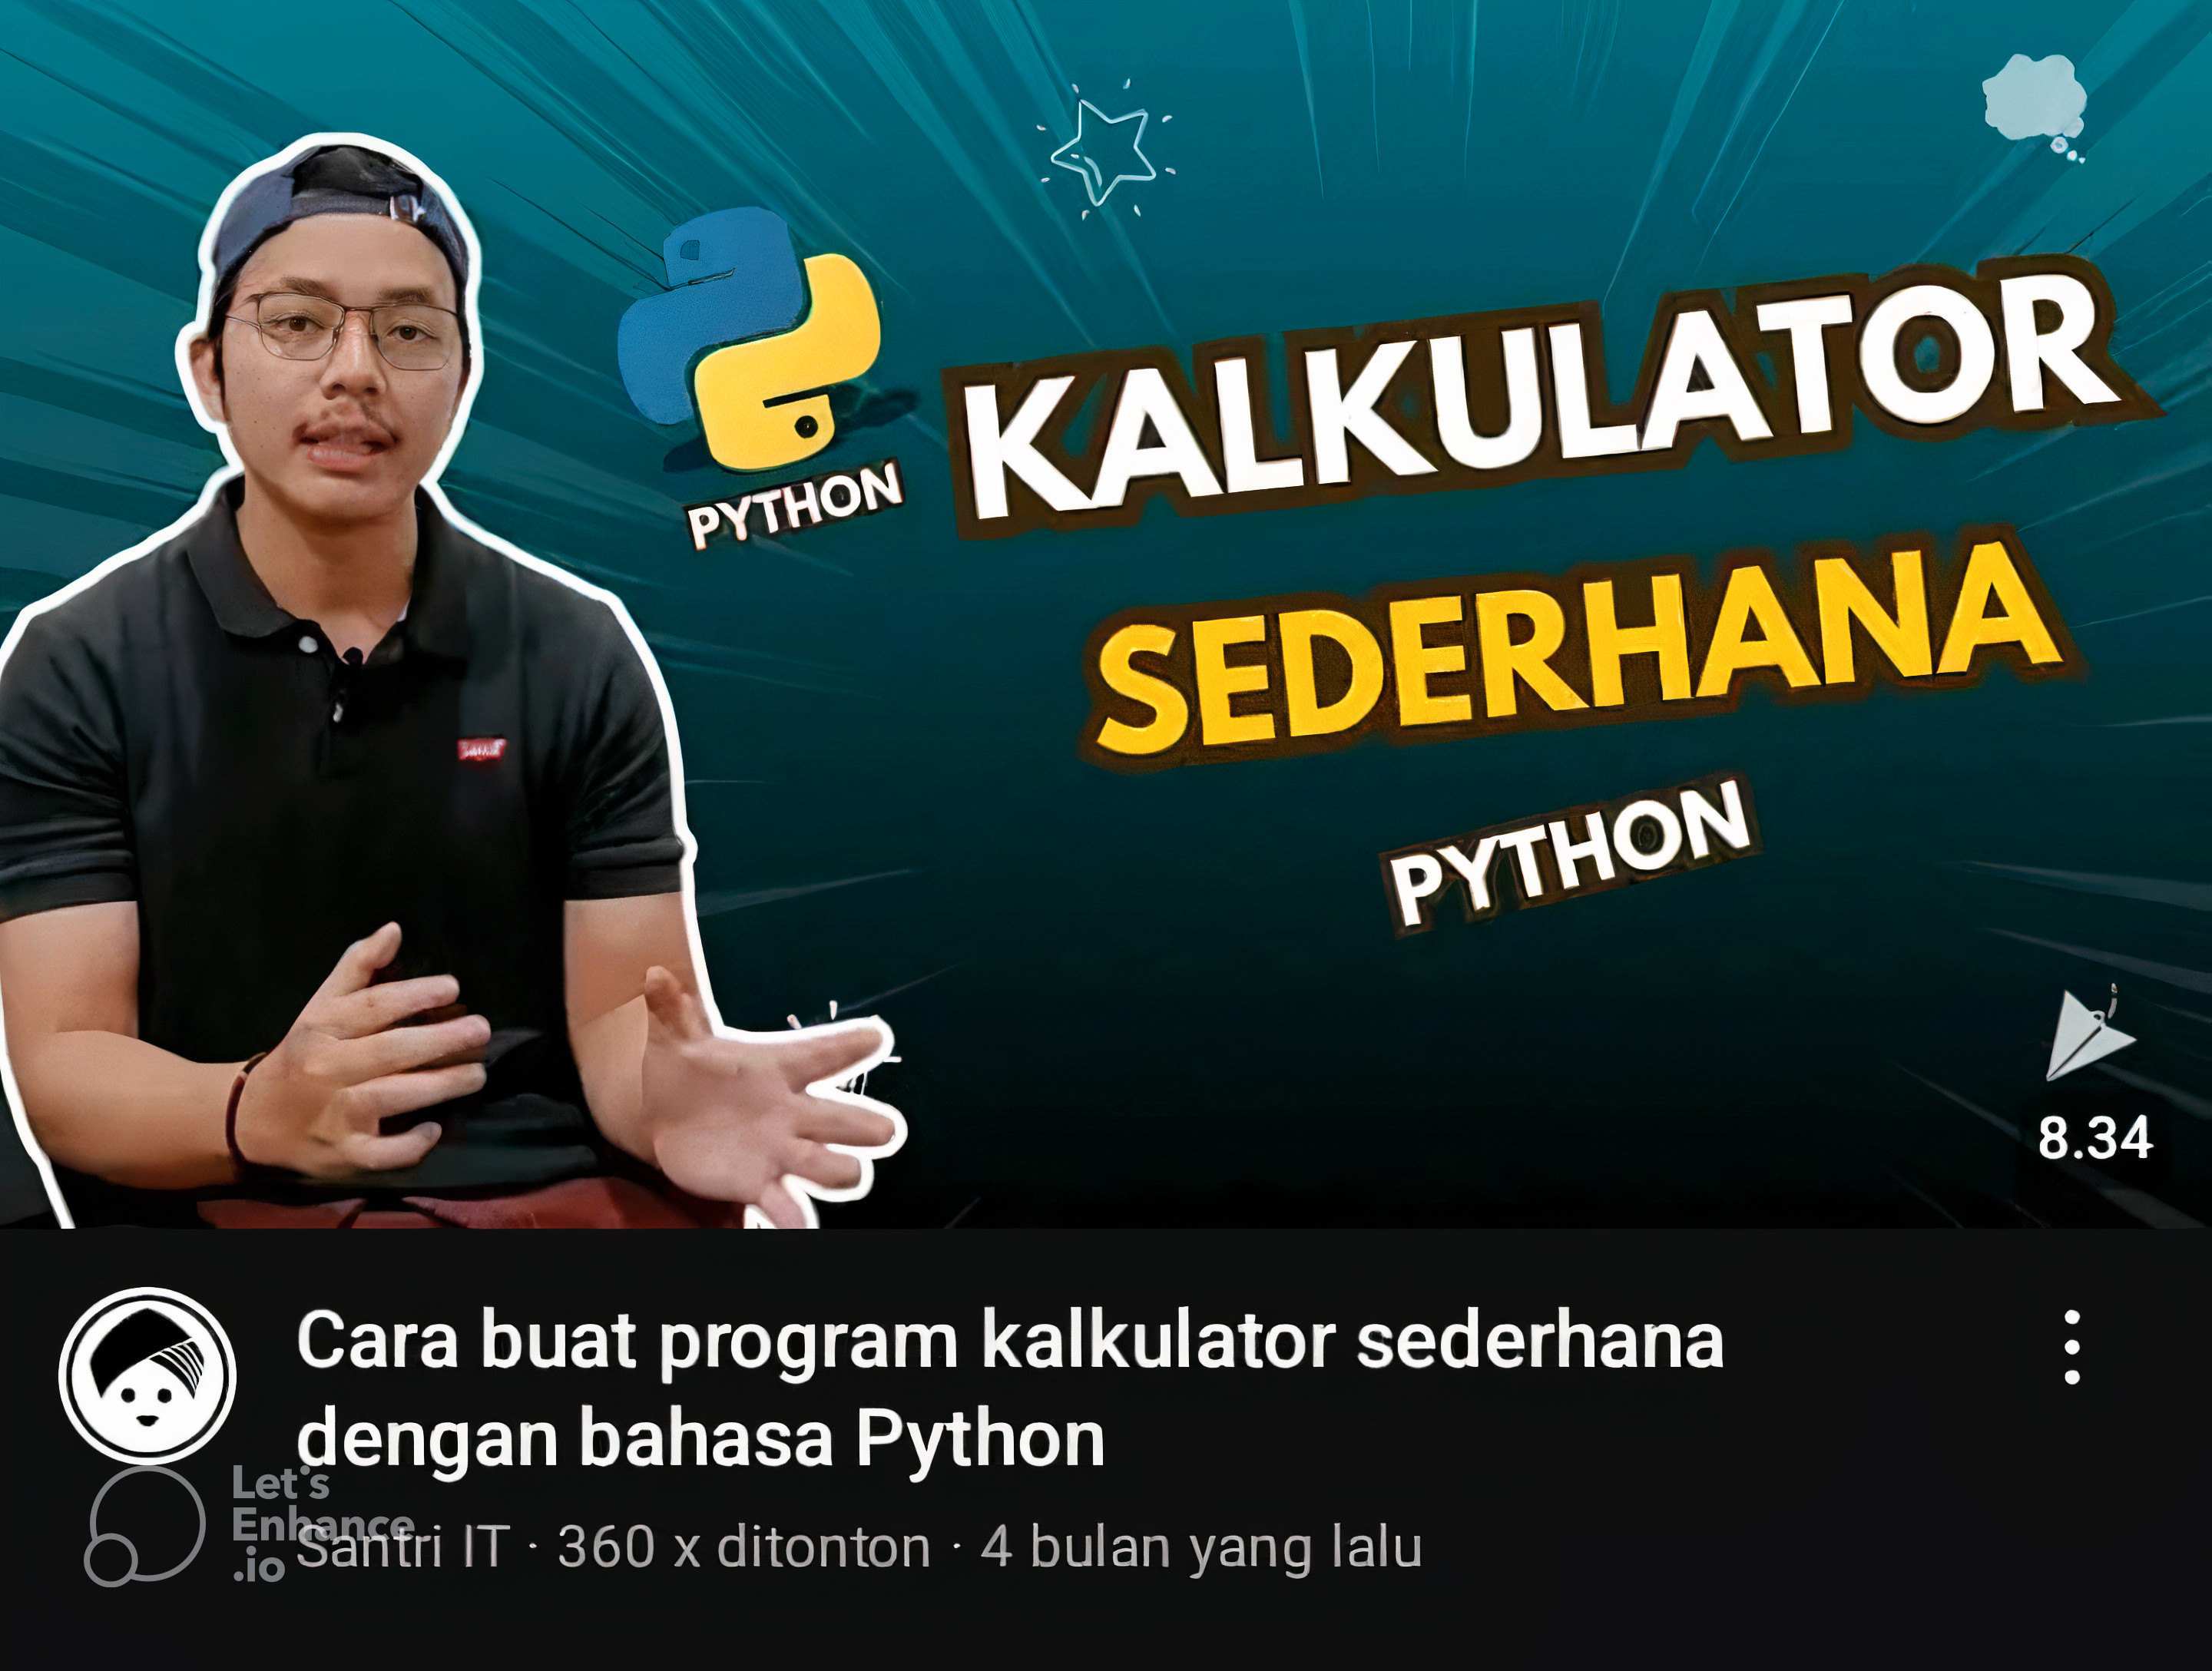 PYTHON
KALKULATOR
SEDERHANA
PYTHON
8.34
Cara buat program kalkulator sederhana
dengan bahasa Python
Santri IT · 360 x ditonton · 4 bulan yang lalu
Let's
Enhance
.io